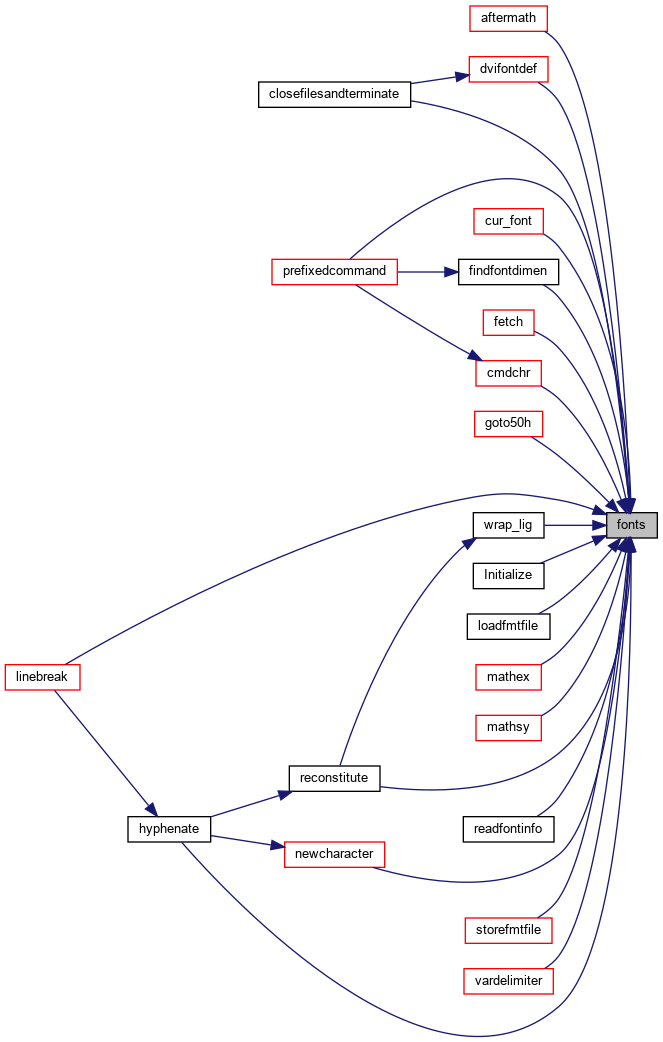 aftermath
dvifontdef
closefilesandterminate
cur_font
prefixedcommand
findfontdimen
fetch
cmdchr
goto50h
fonts
wrap_lig
Initialize
loadfmtfile
linebreak
mathex
mathsy
reconstitute
hyphenate
readfontinfo
newcharacter
storefmtfile
vardelimiter